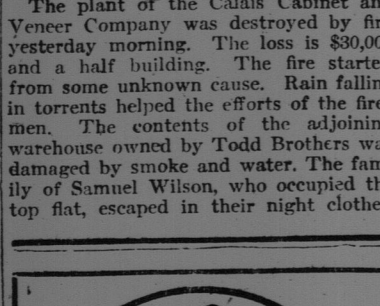 The plant of the Calais Cabinet an
Veneer Company was destroyed by fir
yesterday morning. The loss is $30,00
and a half building. The fire starte
from some unknown cause. Rain fallin
in torrents helped the efforts of the fire
men. The contents of the adjoinin
warehouse owned by Todd Brothers wa
damaged by smoke and water. The fam
ily of Samuel Wilson, who occupied th
top flat, escaped in their night clothe